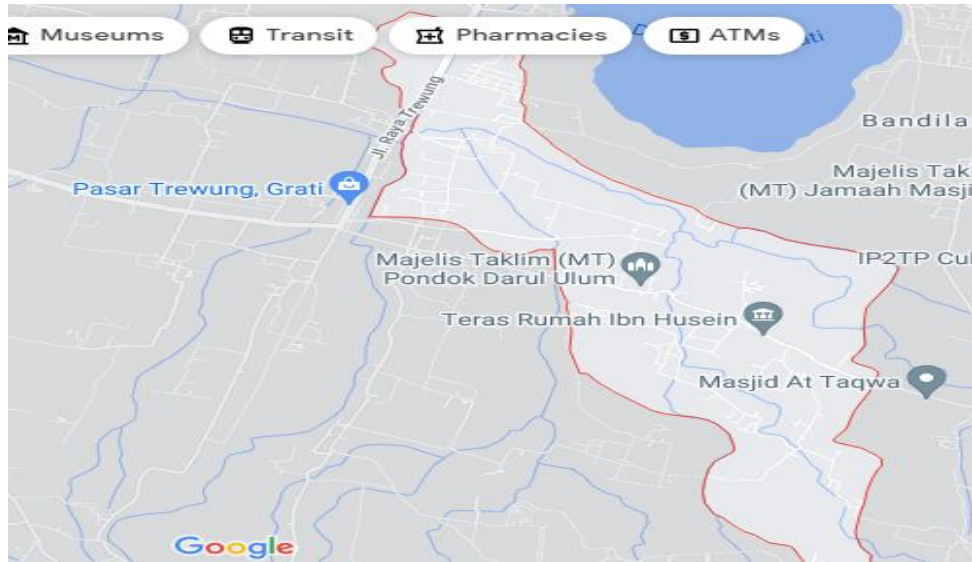 Museums
Transit
Pharmacies
ATMs
Jl. Raya Trewung
Bandila
Majelis Tak
(MT) Jamaah Masji
Pasar Trewung, Grati
Majelis Taklim (MT)
Pondok Darul Ulum
IP2TP Cul
Teras Rumah Ibn Husein
Masjid At Taqwa
Google